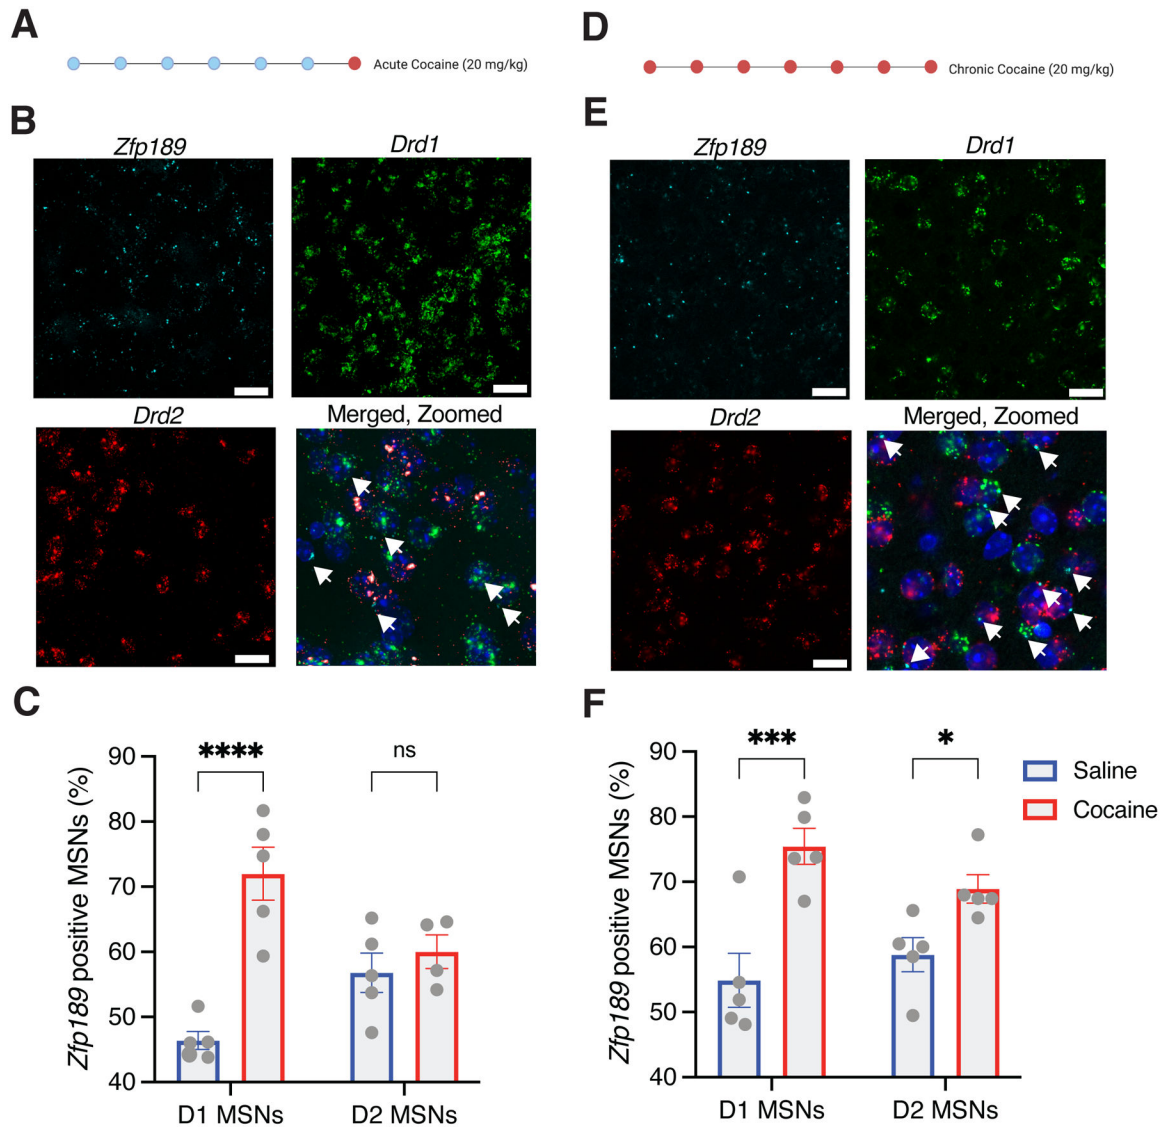 A
Acute Cocaine (20 mg/kg)
B
Zfp189
Drd1
Drd2
Merged, Zoomed
C
Zfp189 positive MSNs (%)
90
80
70
60
50
40
****
ns
D1 MSNs
D2 MSNs
D
Chronic Cocaine (20 mg/kg)
E
Zfp189
Drd1
Drd2
Merged, Zoomed
F
Zfp189 positive MSNs (%)
90
80
70
60
50
40
***
*
D1 MSNs
D2 MSNs
Saline
Cocaine